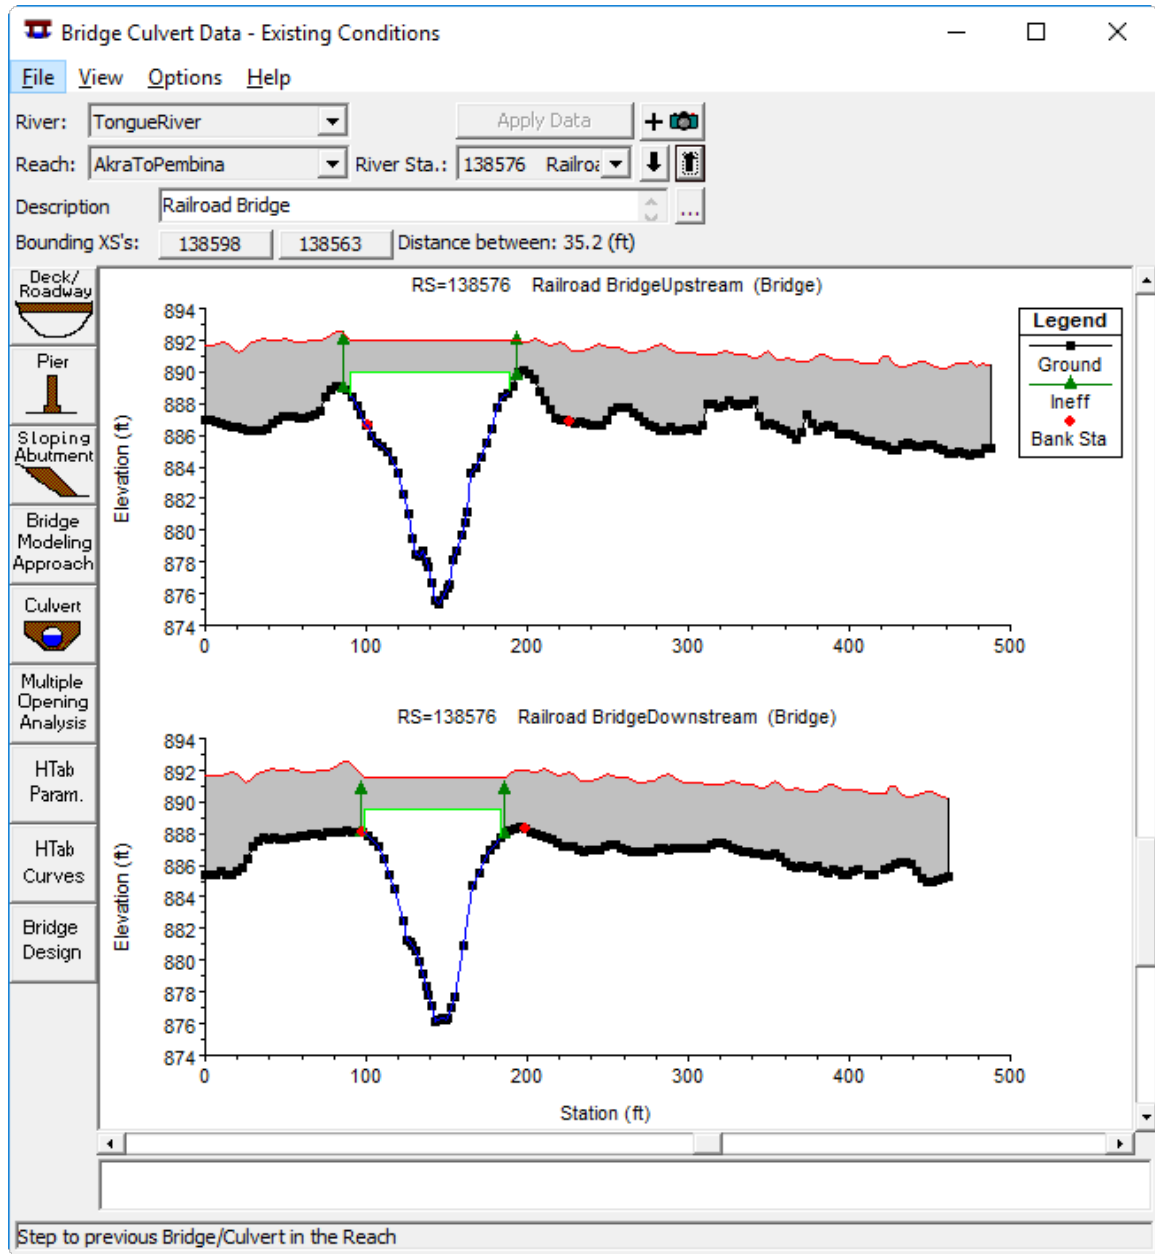 Bridge Culvert Data - Existing Conditions
File View Options Help
River: TongueRiver Apply Data +
Reach: AkraToPembina River Sta.: 138576 Railroa
Description Railroad Bridge ...
Bounding XS's: 138598 138563 Distance between: 35.2 (ft)
Deck/
Roadway
Pier
Sloping
Abutment
Bridge
Modeling
Approach
Culvert
Multiple
Opening
Analysis
HTab
Param.
HTab
Curves
Bridge
Design
RS=138576 Railroad BridgeUpstream (Bridge)
894
892
890
888
886
884
882
880
878
876
874
Elevation (ft)
0 100 200 300 400 500
Legend
Ground
Ineff
Bank Sta
RS=138576 Railroad BridgeDownstream (Bridge)
894
892
890
888
886
884
882
880
878
876
874
Elevation (ft)
0 100 200 300 400 500
Station (ft)
Step to previous Bridge/Culvert in the Reach